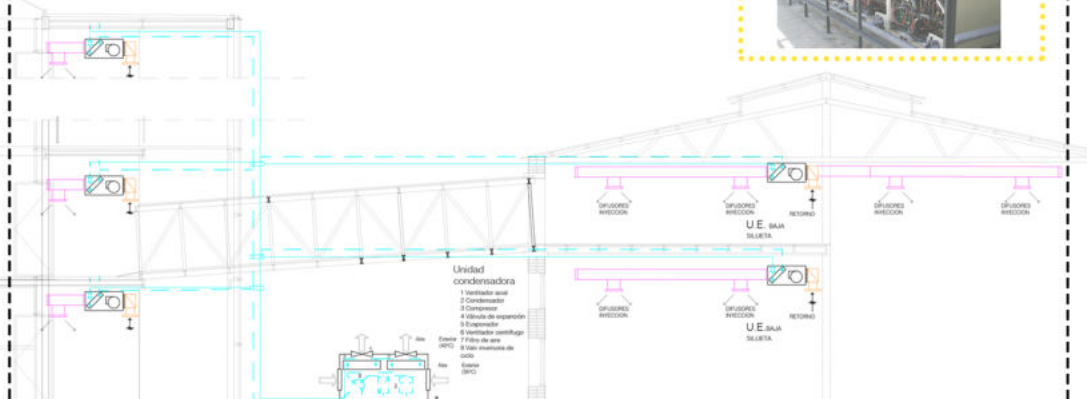 DIFUSORES
INYECCION
DIFUSORES
INYECCION
RETORNO
DIFUSORES
INYECCION
DIFUSORES
INYECCION
U.E. BAJA
SILUETA
Unidad
condensadora
1 Ventilador axial
2 Condensador
3 Compresor
4 Válvula de expansión
5 Evaporador
6 Ventilador centrífugo
7 Filtro de aire
8 Valv inversora de
ciclo
DIFUSORES
INYECCION
DIFUSORES
INYECCION
RETORNO
U.E. BAJA
SILUETA
Aire
Exterior
Aire
Exterior